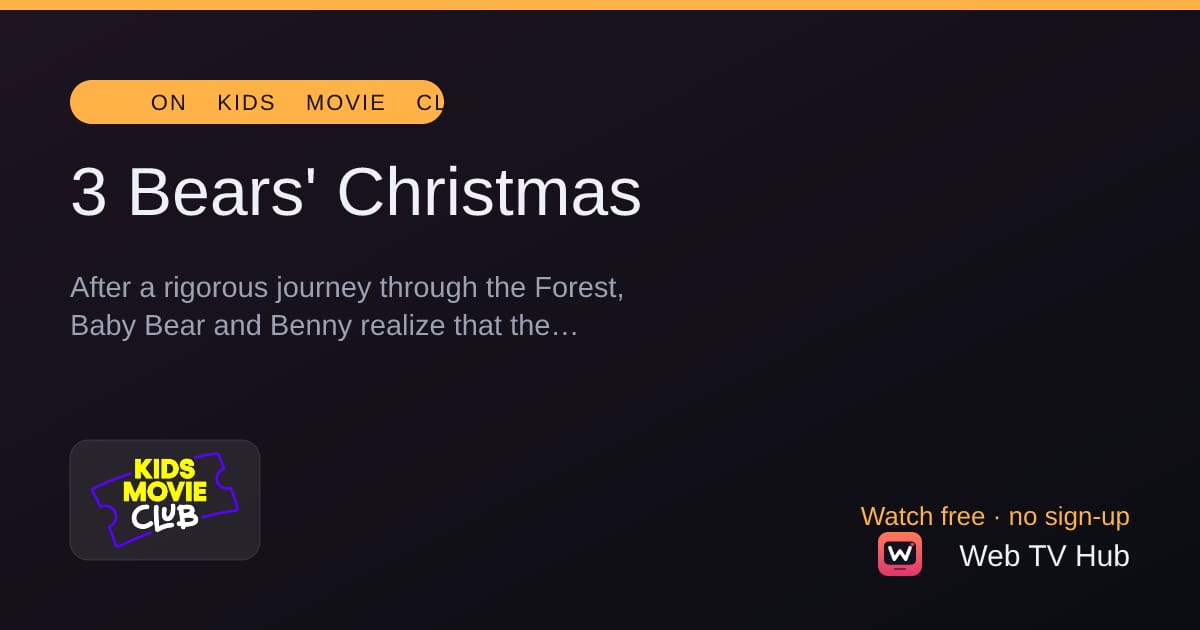 ON KIDS MOVIE CLUB
3 Bears' Christmas
After a rigorous journey through the Forest,
Baby Bear and Benny realize that the…
KIDS
MOVIE
CLUB
Watch free · no sign-up
W
Web TV Hub